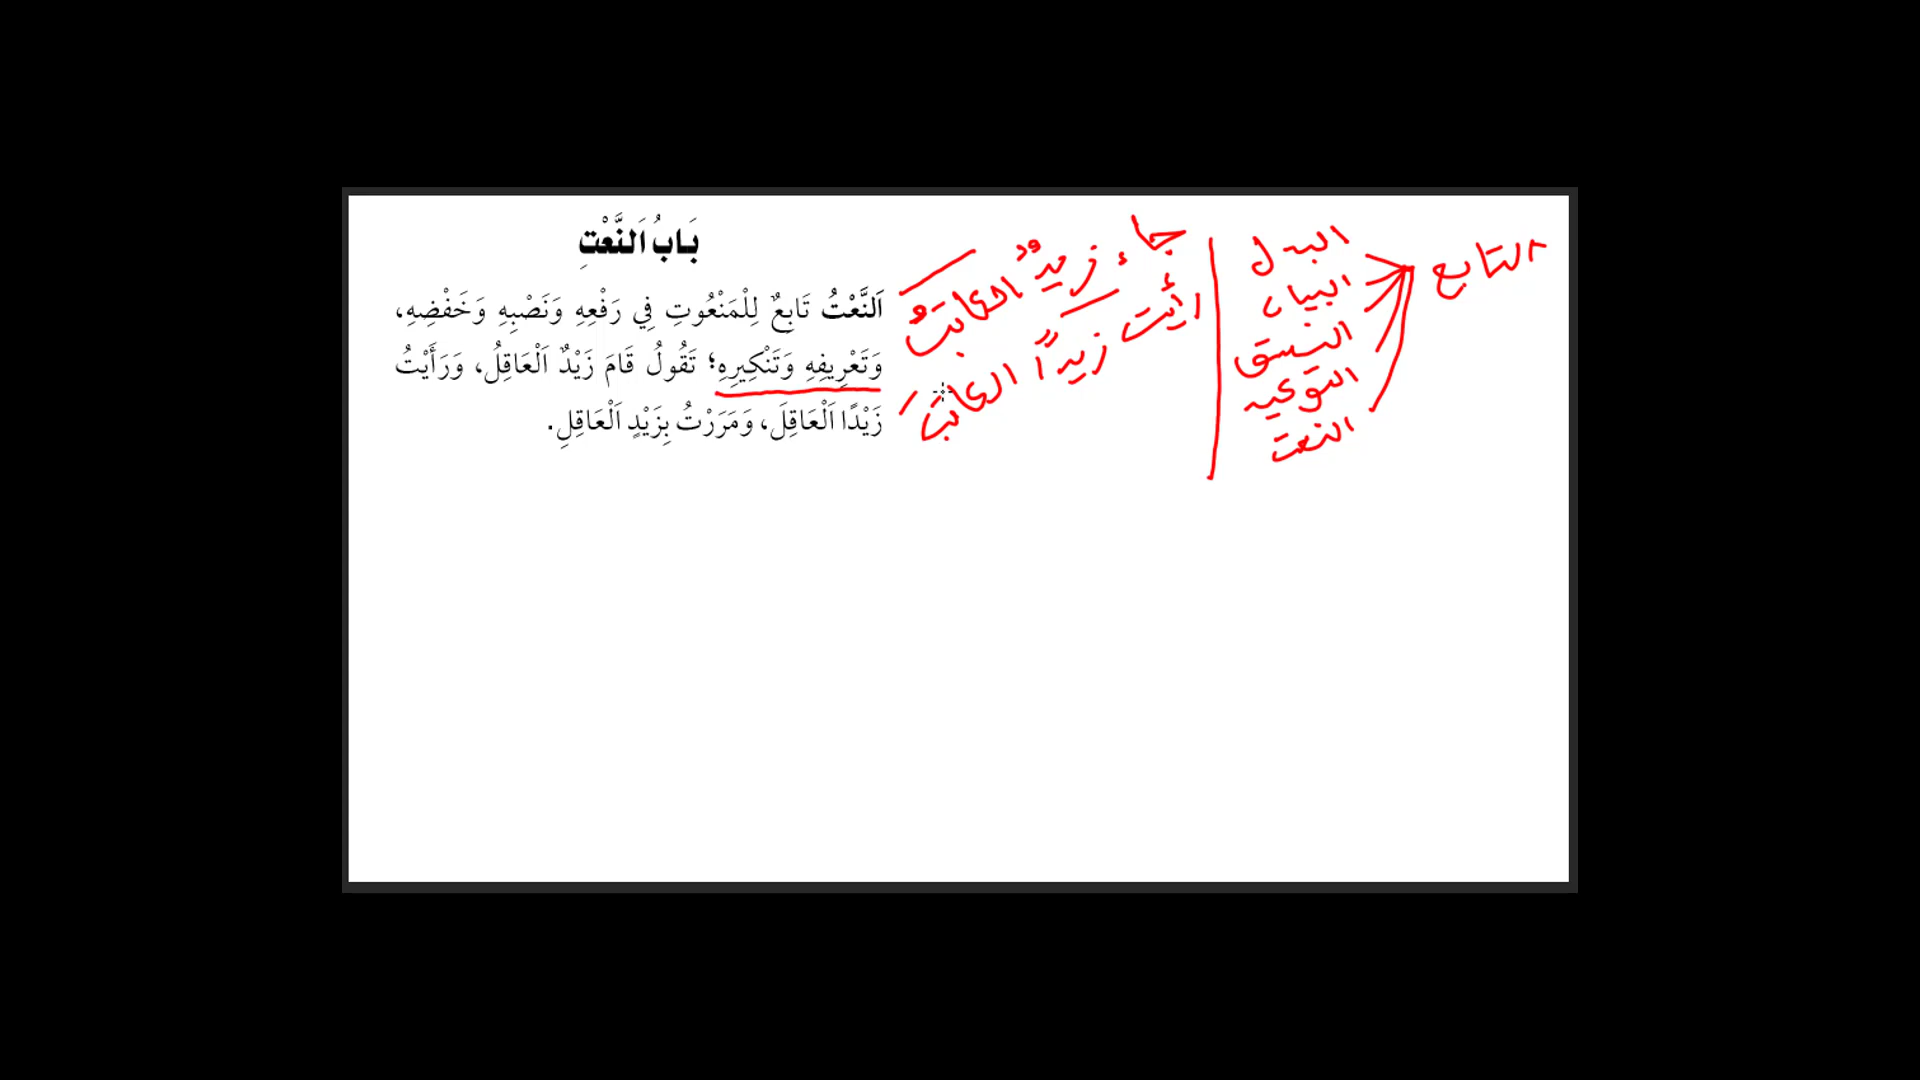 بَابُ اَلنَّعْتِ
اَلنَّعْتُ تَابِعٌ لِلْمَنْعُوتِ فِي رَفْعِهِ وَنَصْبِهِ وَخَفْضِهِ،
وَتَعْرِيفِهِ وَتَنْكِيرِهِ؛ تَقُولُ قَامَ زَيْدٌ اَلْعَاقِلُ، وَرَأَيْتُ
زَيْدًا اَلْعَاقِلَ، وَمَرَرْتُ بِزَيْدٍ اَلْعَاقِلِ.
جاء زيدٌ الكاتبُ
رأيت زيدًا الكاتبَ
التابع
البدل
البيان
النسق
التوكيد
النعت